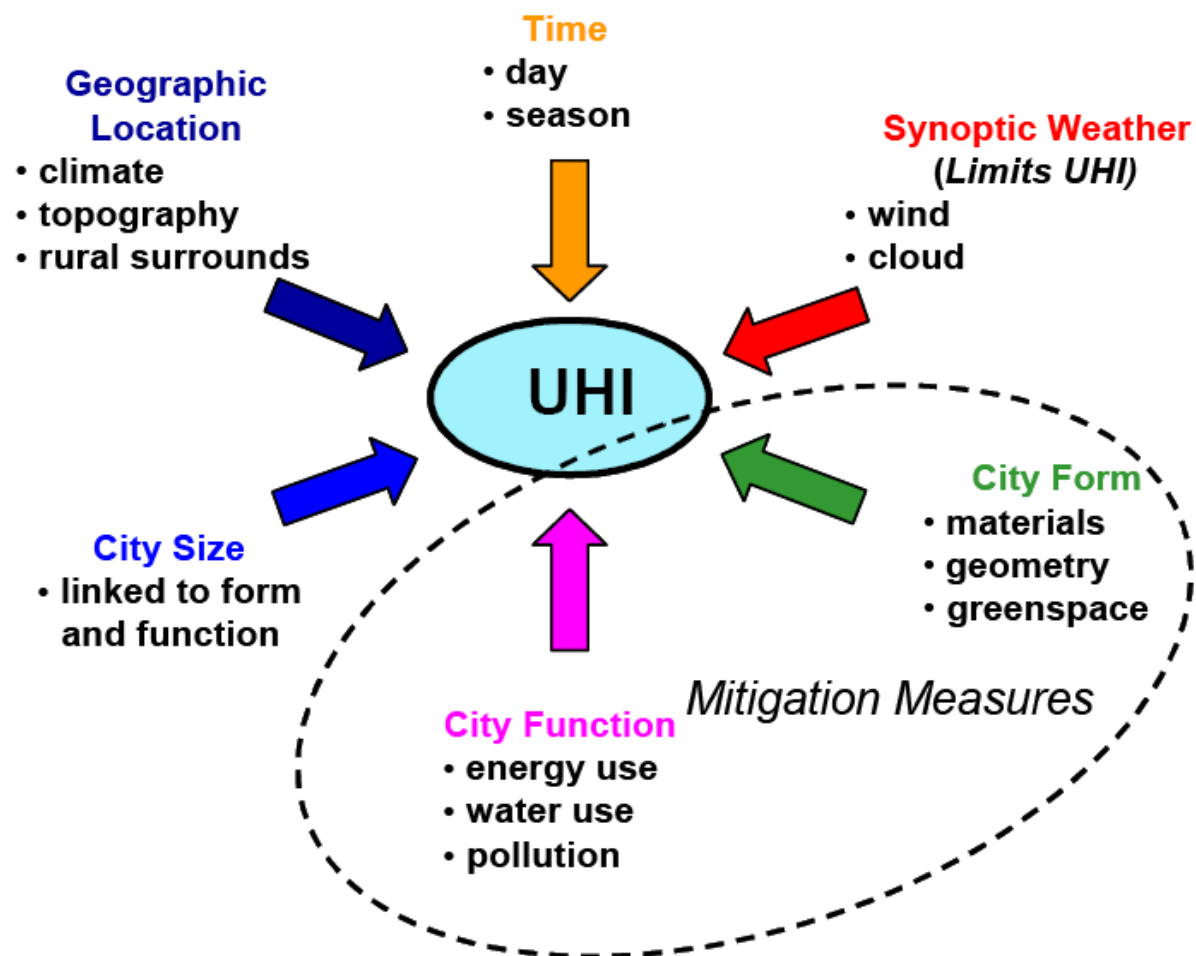 Time
• day
• season
Geographic
Location
• climate
• topography
• rural surrounds
Synoptic Weather
(Limits UHI)
• wind
• cloud
UHI
City Size
• linked to form
and function
City Form
• materials
• geometry
• greenspace
Mitigation Measures
City Function
• energy use
• water use
• pollution